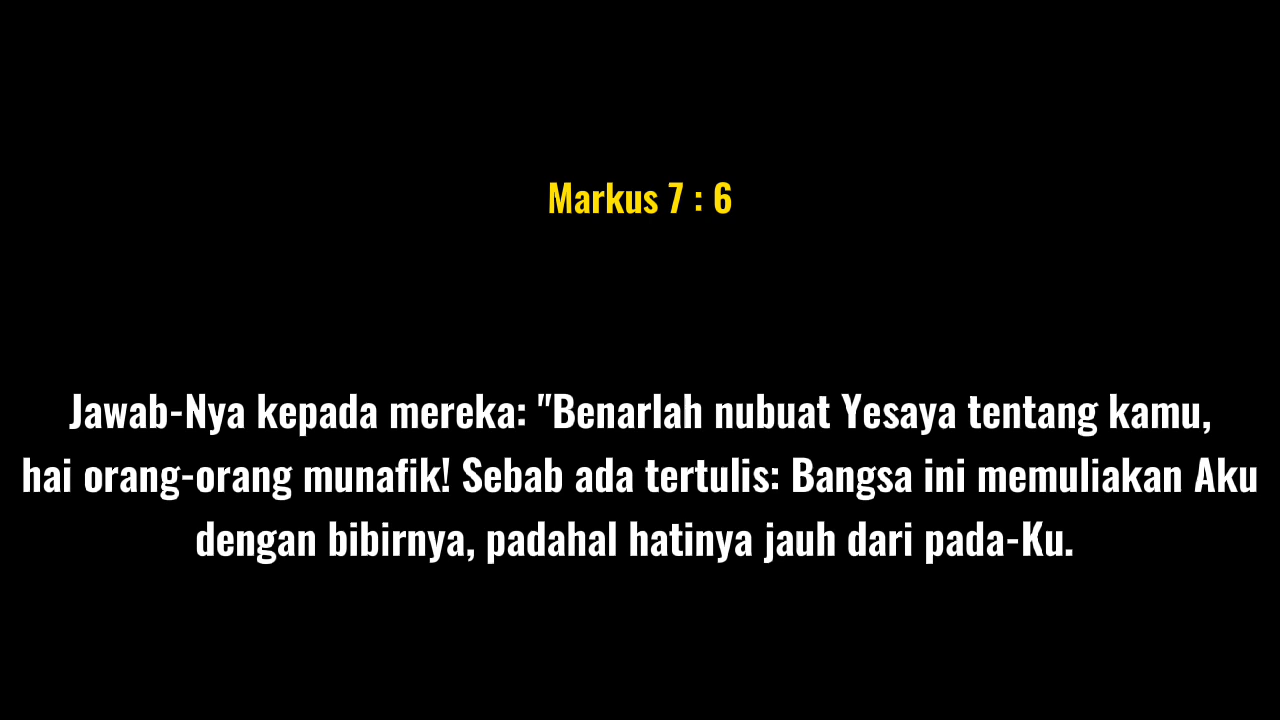 Markus 7 : 6
Jawab-Nya kepada mereka: "Benarlah nubuat Yesaya tentang kamu,
hai orang-orang munafik! Sebab ada tertulis: Bangsa ini memuliakan Aku
dengan bibirnya, padahal hatinya jauh dari pada-Ku.